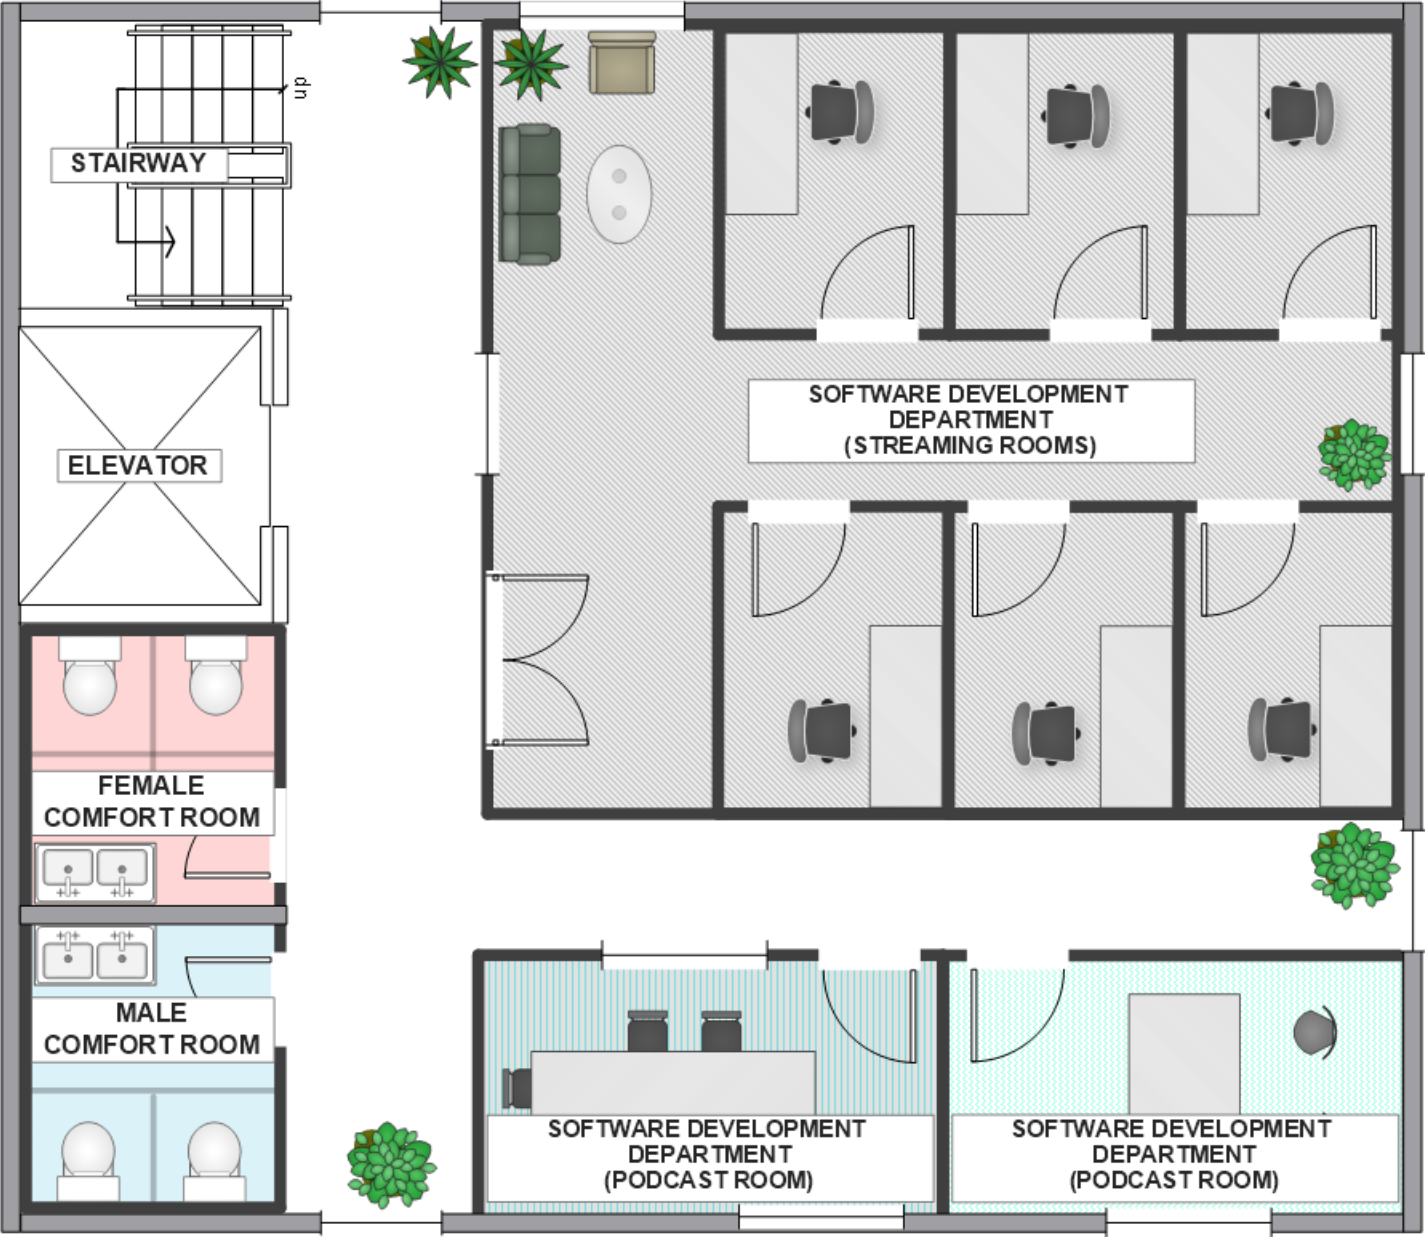 up
STAIRWAY
SOFTWARE DEVELOPMENT
DEPARTMENT
(STREAMING ROOMS)
ELEVATOR
FEMALE
COMFORT ROOM
MALE
COMFORT ROOM
SOFTWARE DEVELOPMENT
DEPARTMENT
(PODCAST ROOM)
SOFTWARE DEVELOPMENT
DEPARTMENT
(PODCAST ROOM)